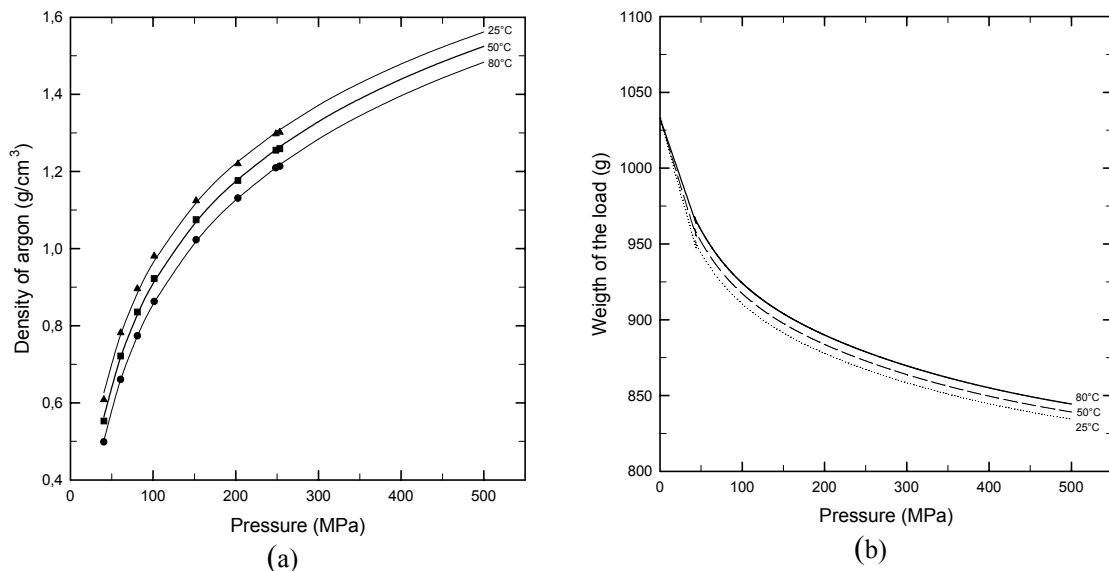 1,6
1,4
1,2
1,0
0,8
0,6
0,4
Density of argon (g/cm³)
25°C
50°C
80°C
0 100 200 300 400 500
Pressure (MPa)
(a)
1100
1050
1000
950
900
850
800
Weigth of the load (g)
80°C
50°C
25°C
0 100 200 300 400 500
Pressure (MPa)
(b)